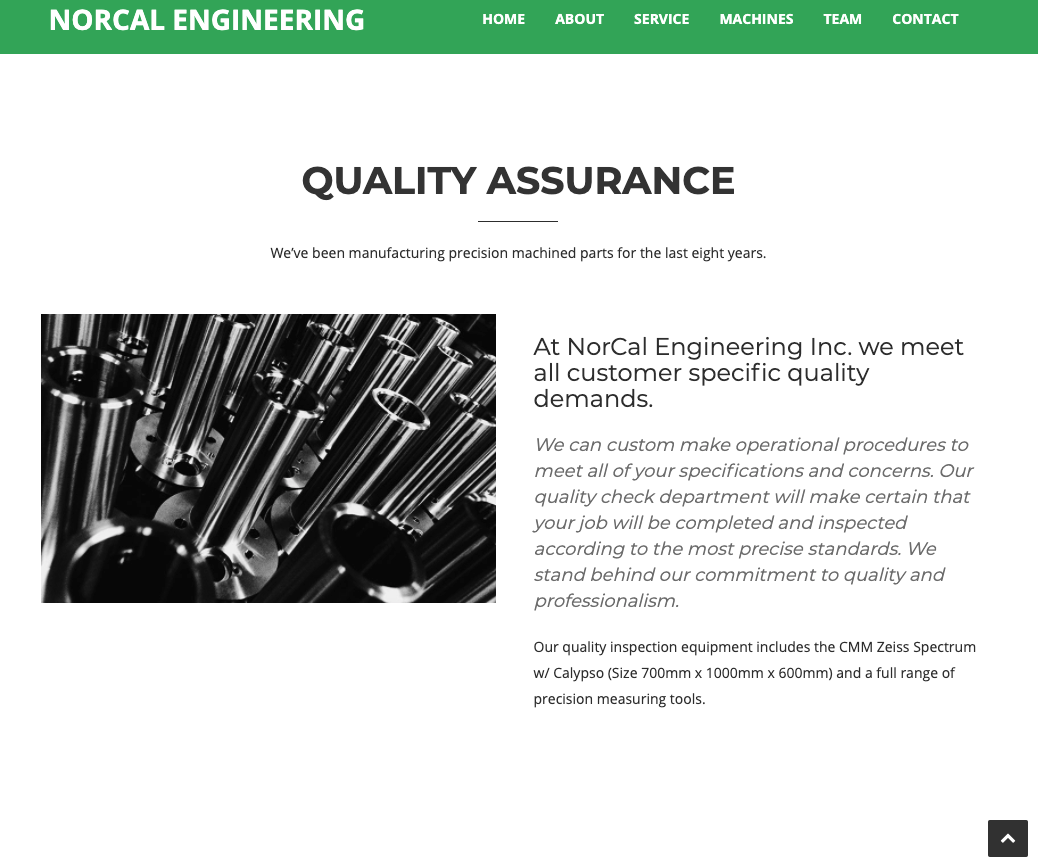 NORCAL ENGINEERING
HOME ABOUT SERVICE MACHINES TEAM CONTACT
QUALITY ASSURANCE
We’ve been manufacturing precision machined parts for the last eight years.
At NorCal Engineering Inc. we meet
all customer specific quality
demands.
We can custom make operational procedures to
meet all of your specifications and concerns. Our
quality check department will make certain that
your job will be completed and inspected
according to the most precise standards. We
stand behind our commitment to quality and
professionalism.
Our quality inspection equipment includes the CMM Zeiss Spectrum
w/ Calypso (Size 700mm x 1000mm x 600mm) and a full range of
precision measuring tools.